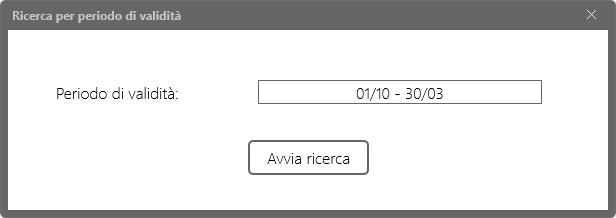 Ricerca per periodo di validità
Periodo di validità:
01/10 - 30/03
Avvia ricerca